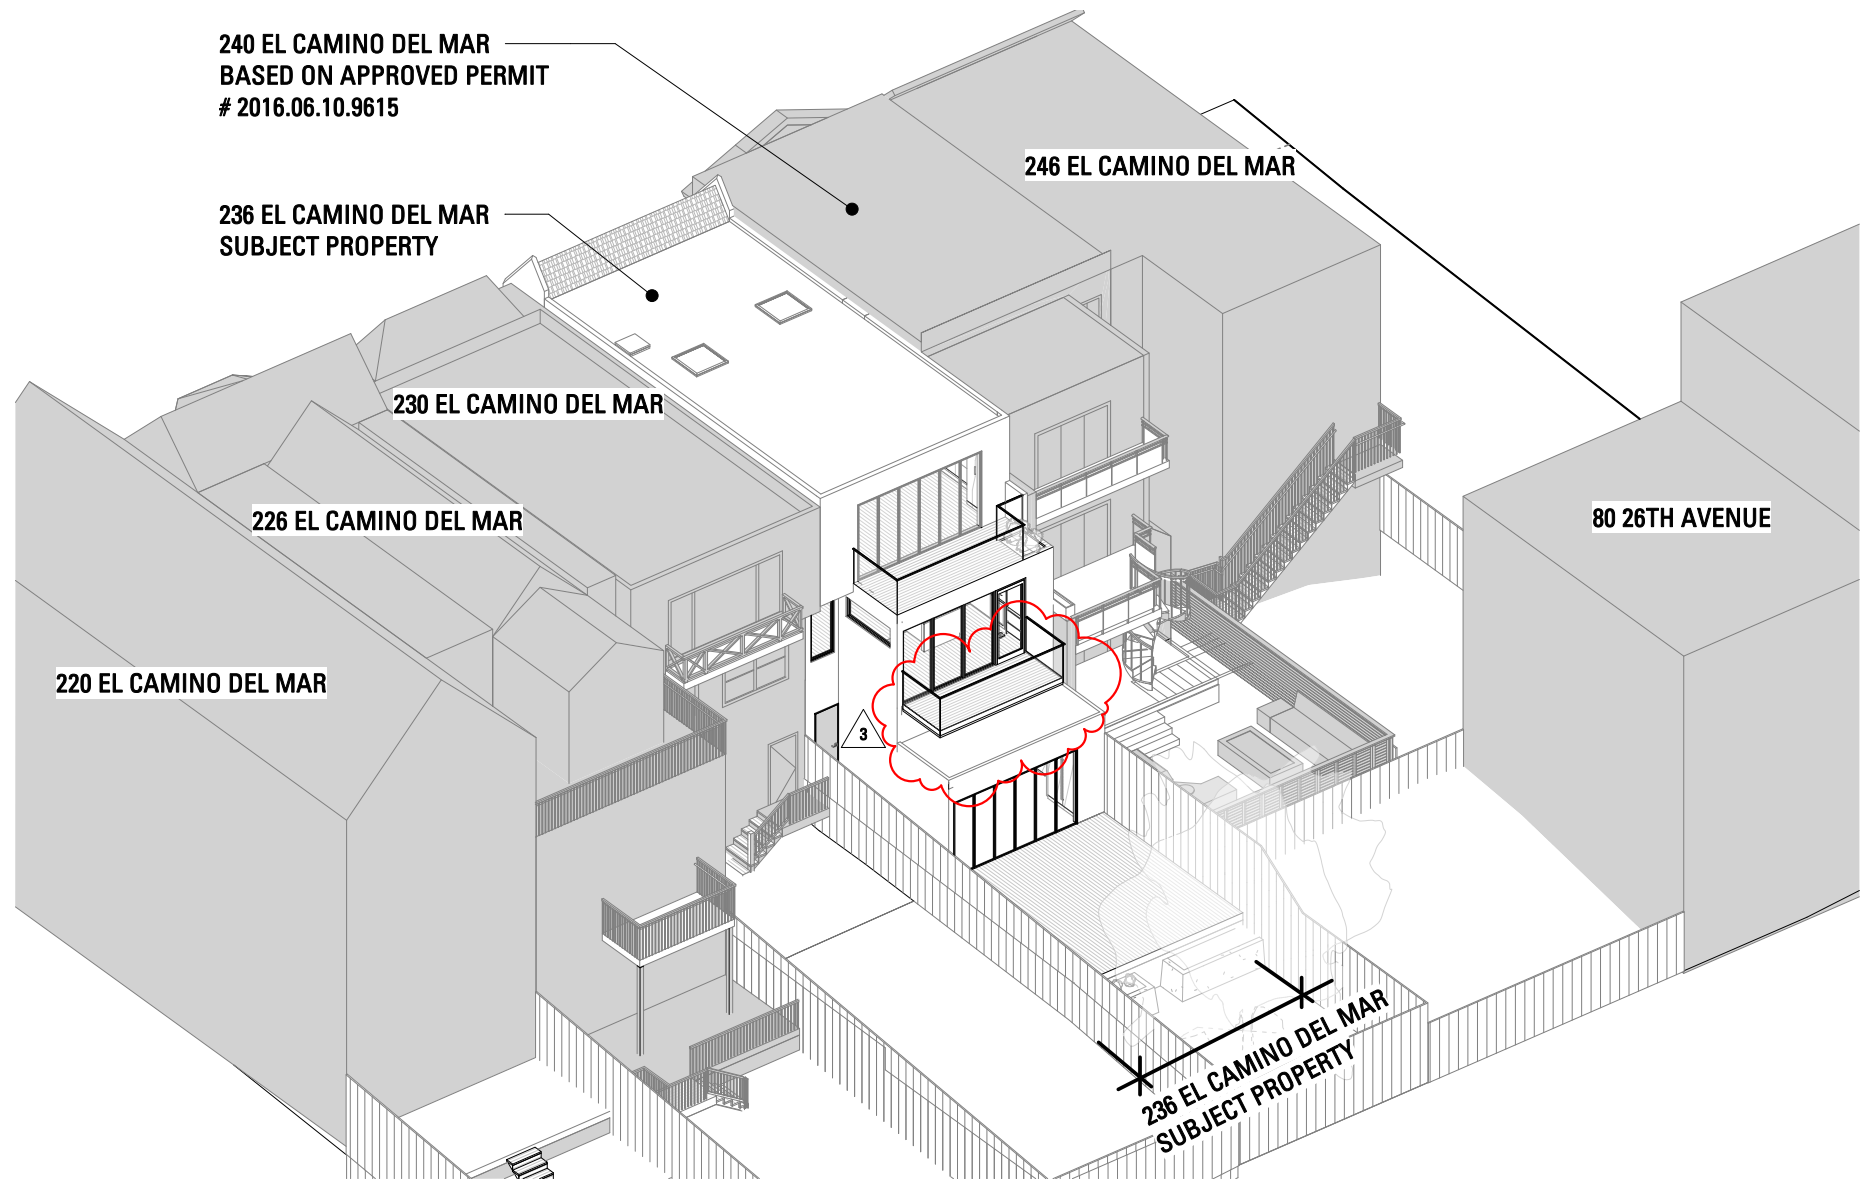 240 EL CAMINO DEL MAR
BASED ON APPROVED PERMIT
# 2016.06.10.9615
246 EL CAMINO DEL MAR
236 EL CAMINO DEL MAR
SUBJECT PROPERTY
230 EL CAMINO DEL MAR
226 EL CAMINO DEL MAR
80 26TH AVENUE
220 EL CAMINO DEL MAR
3
236 EL CAMINO DEL MAR
SUBJECT PROPERTY